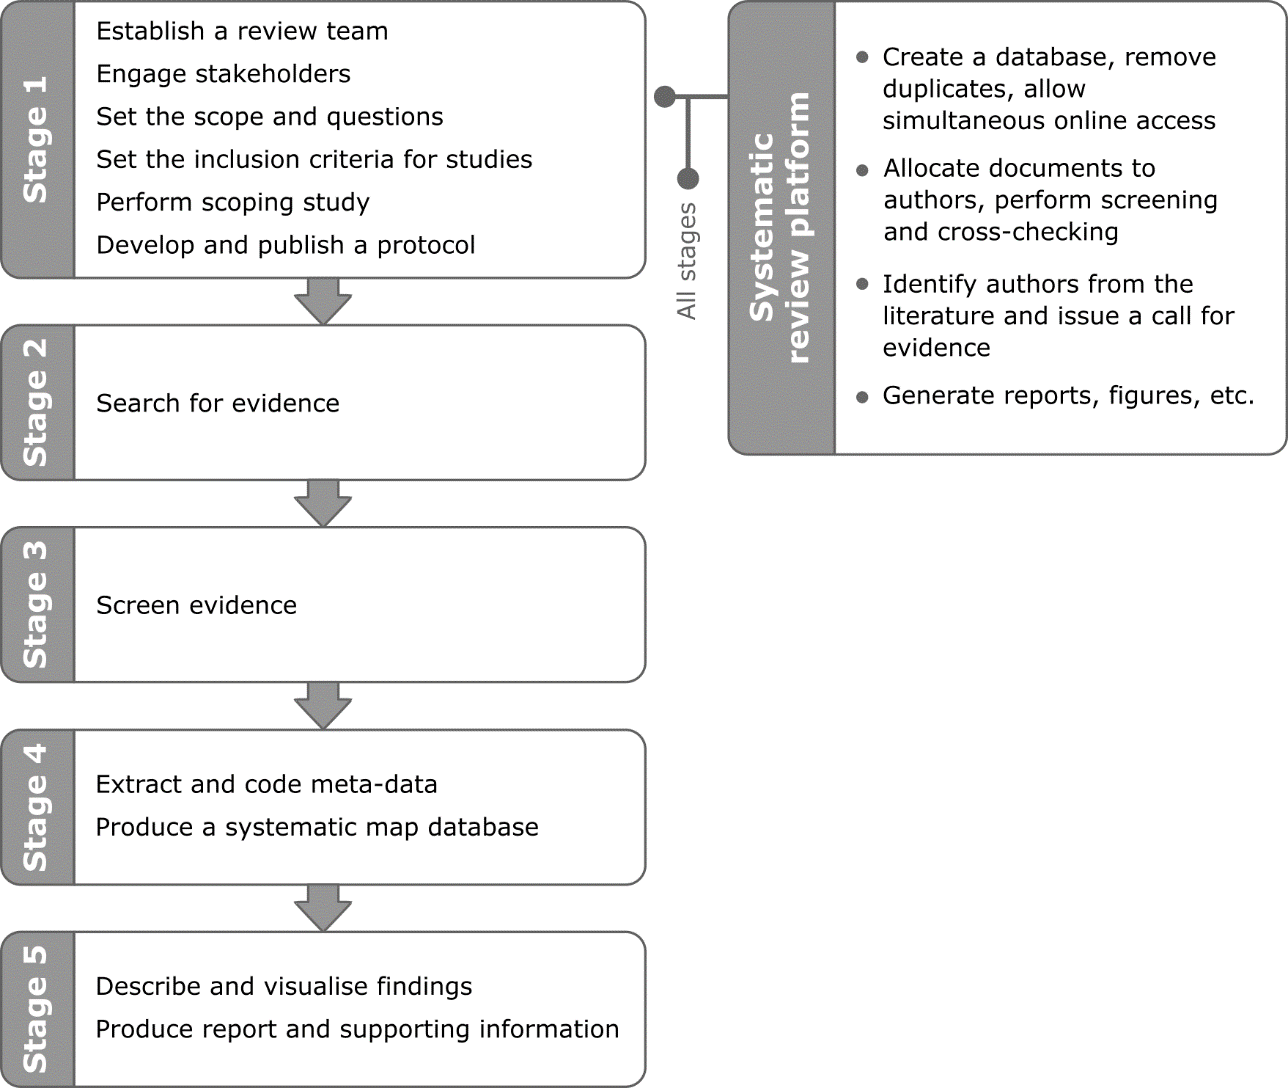 Stage 1
Establish a review team
Engage stakeholders
Set the scope and questions
Set the inclusion criteria for studies
Perform scoping study
Develop and publish a protocol
Stage 2
Search for evidence
Stage 3
Screen evidence
Stage 4
Extract and code meta-data
Produce a systematic map database
Stage 5
Describe and visualise findings
Produce report and supporting information
All stages
Systematic
review platform
Create a database, remove
duplicates, allow
simultaneous online access
Allocate documents to
authors, perform screening
and cross-checking
Identify authors from the
literature and issue a call for
evidence
Generate reports, figures, etc.